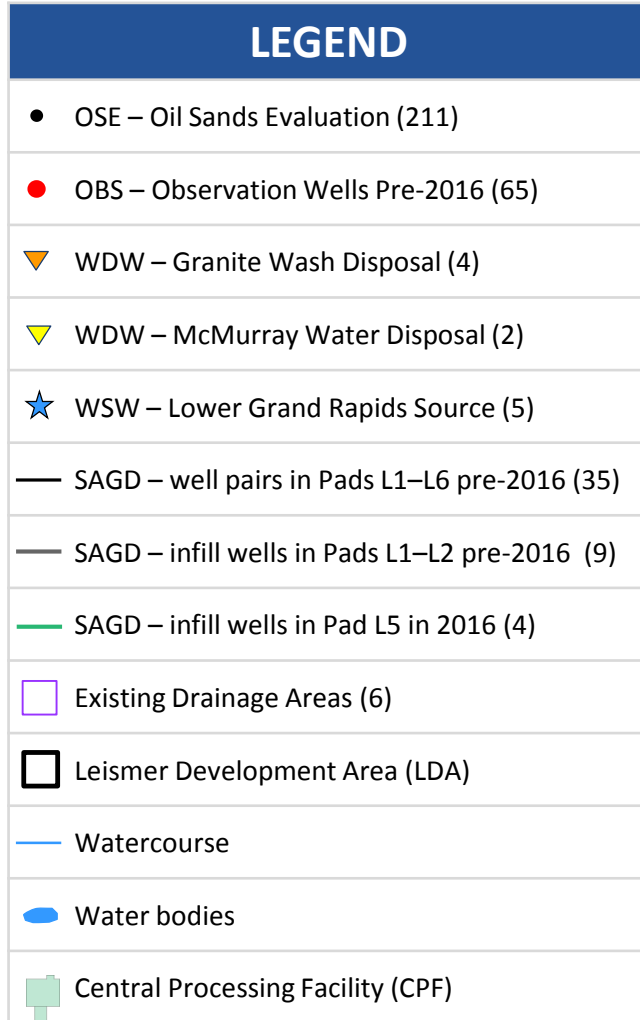 LEGEND
OSE – Oil Sands Evaluation (211)
OBS – Observation Wells Pre-2016 (65)
WDW – Granite Wash Disposal (4)
WDW – McMurray Water Disposal (2)
WSW – Lower Grand Rapids Source (5)
SAGD – well pairs in Pads L1–L6 pre-2016 (35)
SAGD – infill wells in Pads L1–L2 pre-2016 (9)
SAGD – infill wells in Pad L5 in 2016 (4)
Existing Drainage Areas (6)
Leismer Development Area (LDA)
Watercourse
Water bodies
Central Processing Facility (CPF)